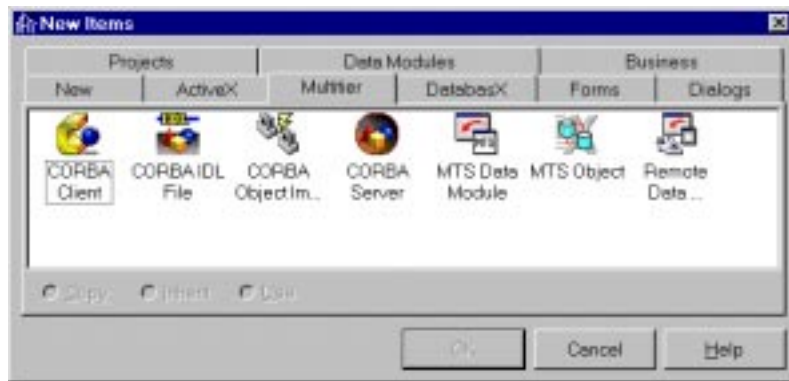 New Items
Projects Data Modules Business
New ActiveX Multitier DatabasX Forms Dialogs
CORBA CORBA IDL CORBA CORBA MTS Data MTS Object Remote
Client File Object Im... Server Module Data ...
Copy Inherit Use
OK Cancel Help